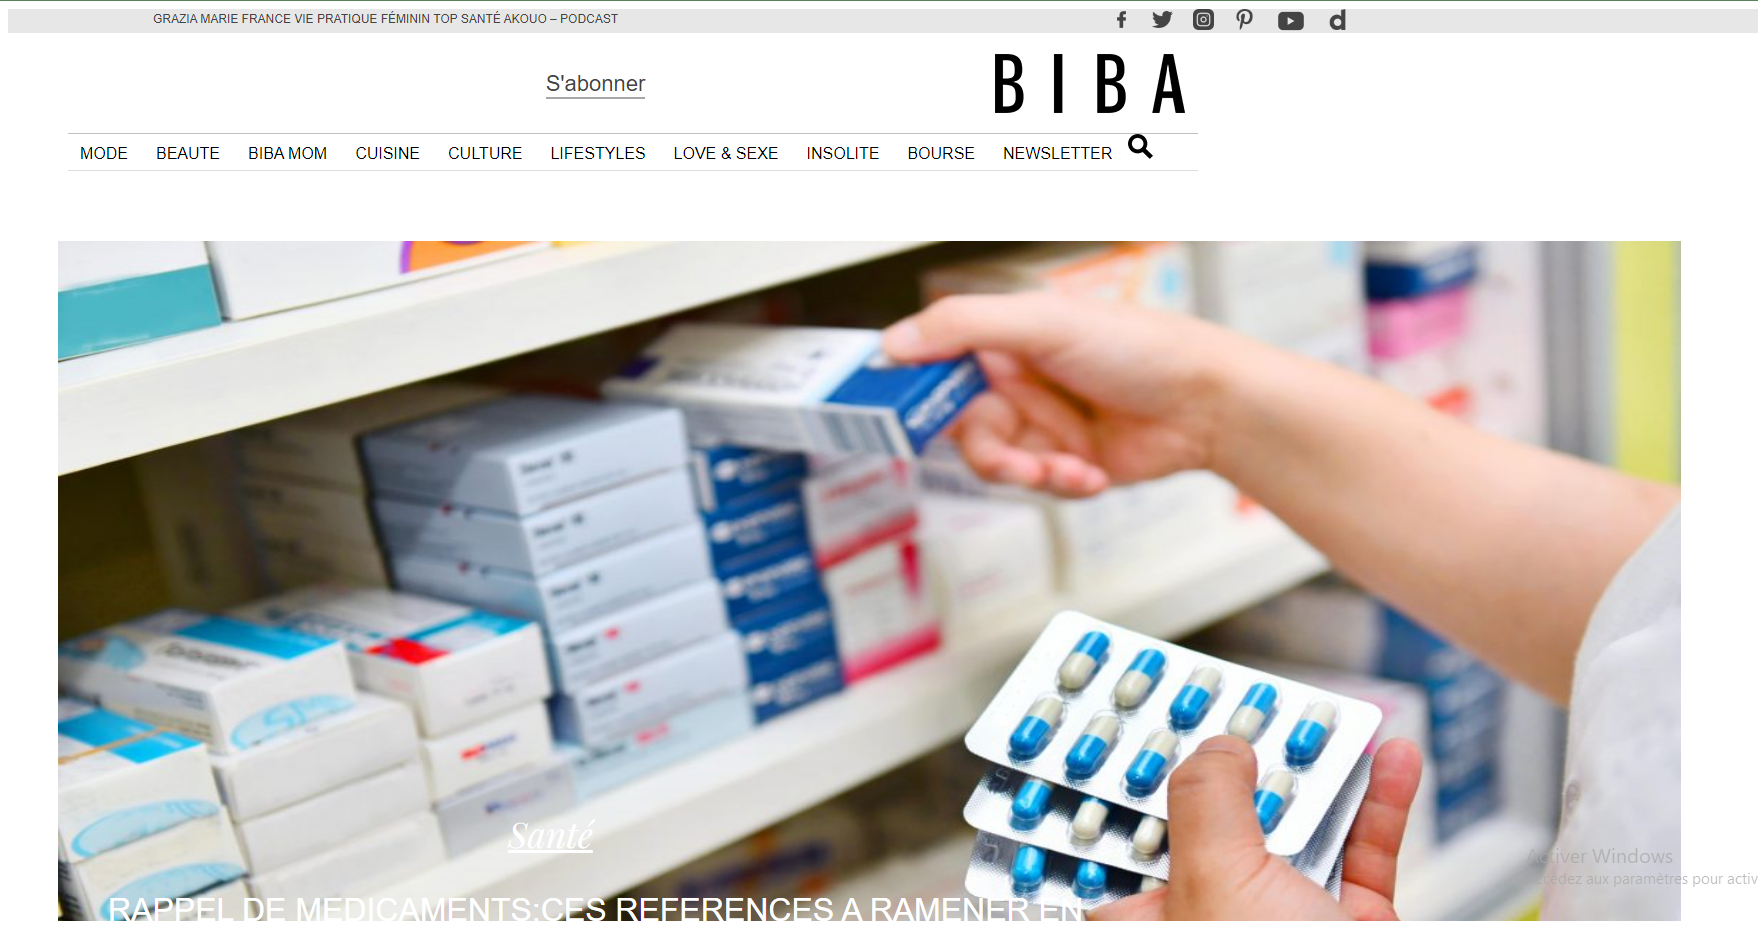 GRAZIA MARIE FRANCE VIE PRATIQUE FÉMININ TOP SANTÉ AKOUO – PODCAST
S'abonner
BIBA
MODE BEAUTE BIBA MOM CUISINE CULTURE LIFESTYLES LOVE & SEXE INSOLITE BOURSE NEWSLETTER
Santé
RAPPEL DE MEDICAMENTS:CES REFERENCES A RAMENER EN
Activer Windows
Accédez aux paramètres pour activ